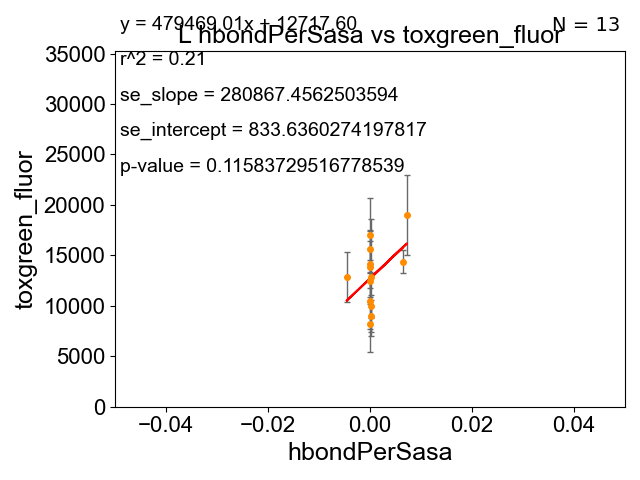 y = 479469.01x + 12717.60
N = 13
L hbondPerSasa vs toxgreen_fluor
r^2 = 0.21
se_slope = 280867.4562503594
se_intercept = 833.6360274197817
p-value = 0.11583729516778539
35000
30000
25000
20000
15000
10000
5000
0
toxgreen_fluor
−0.04
−0.02
0.00
0.02
0.04
hbondPerSasa